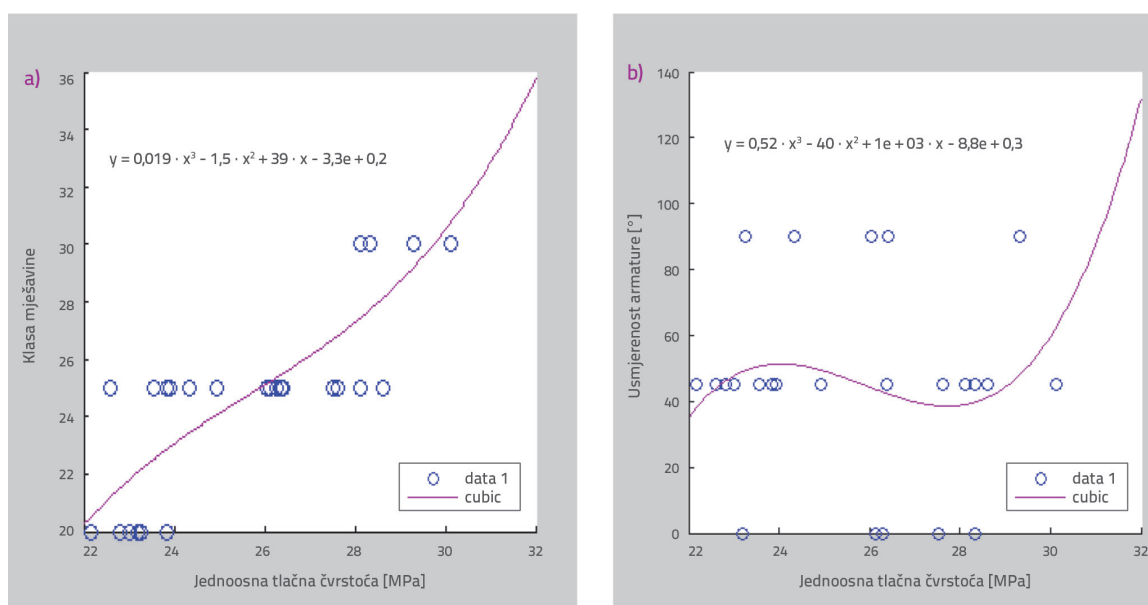 a)
36
34
32
30
28
26
24
22
20
Klasa mješavine
y = 0,019 · x³ - 1,5 · x² + 39 · x - 3,3e + 0,2
data 1
cubic
22 24 26 28 30 32
Jednoosna tlačna čvrstoća [MPa]
b)
140
120
100
80
60
40
20
0
Usmjerenost armature [°]
y = 0,52 · x³ - 40 · x² + 1e + 03 · x - 8,8e + 0,3
data 1
cubic
22 24 26 28 30 32
Jednoosna tlačna čvrstoća [MPa]